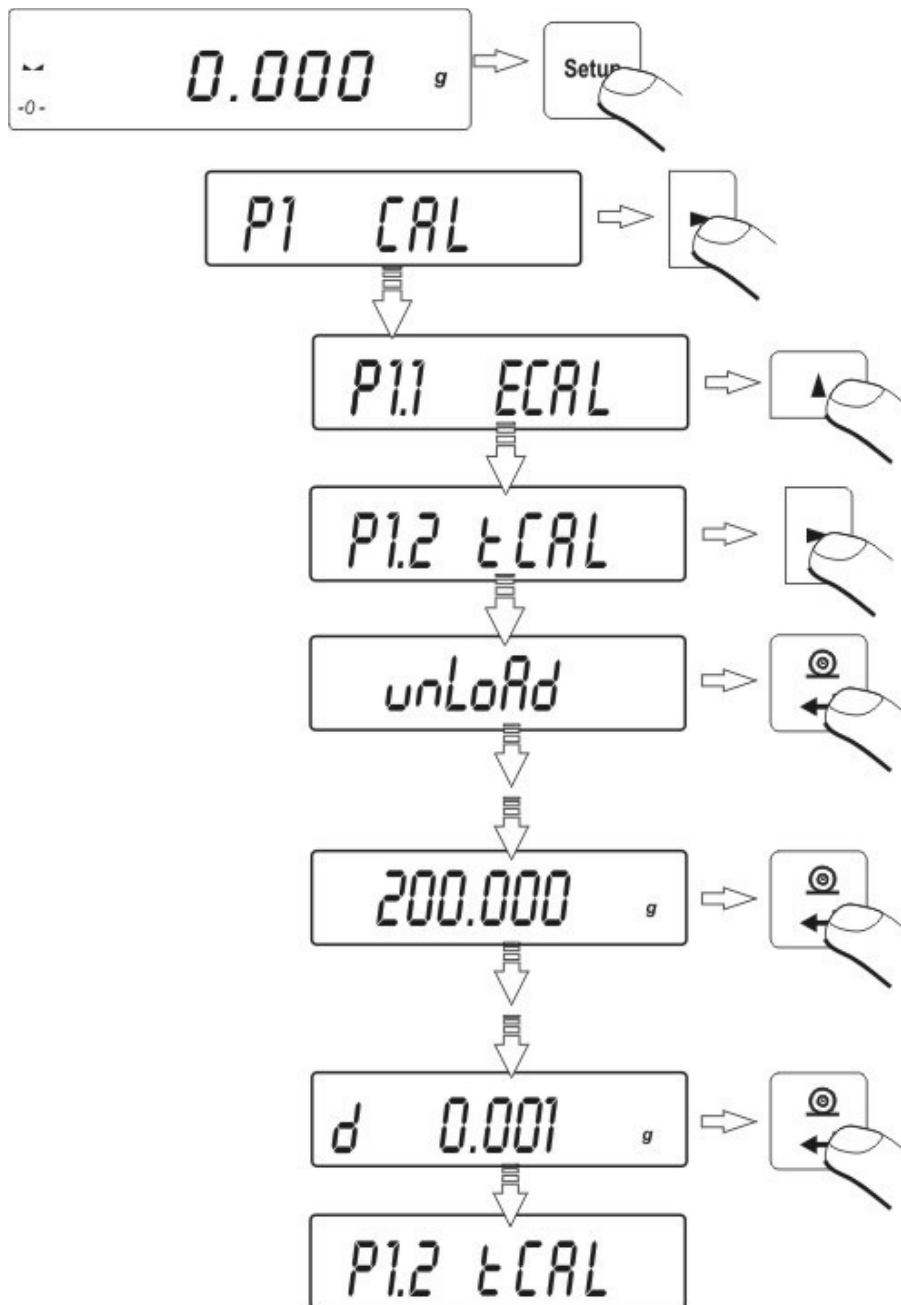 0.000 g
-0-
Setup
P1 CAL
P1.1 ECAL
P1.2 tCAL
unLoAd
200.000 g
d 0.001 g
P1.2 tCAL